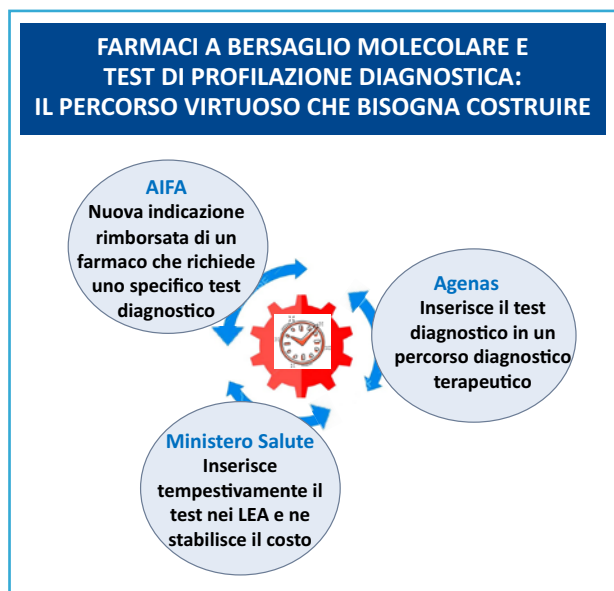 FARMACI A BERSAGLIO MOLECOLARE E
TEST DI PROFILAZIONE DIAGNOSTICA:
IL PERCORSO VIRTUOSO CHE BISOGNA COSTRUIRE
AIFA
Nuova indicazione
rimborsata di un
farmaco che richiede
uno specifico test
diagnostico
Agenas
Inserisce il test
diagnostico in un
percorso diagnostico
terapeutico
Ministero Salute
Inserisce
tempestivamente il
test nei LEA e ne
stabilisce il costo